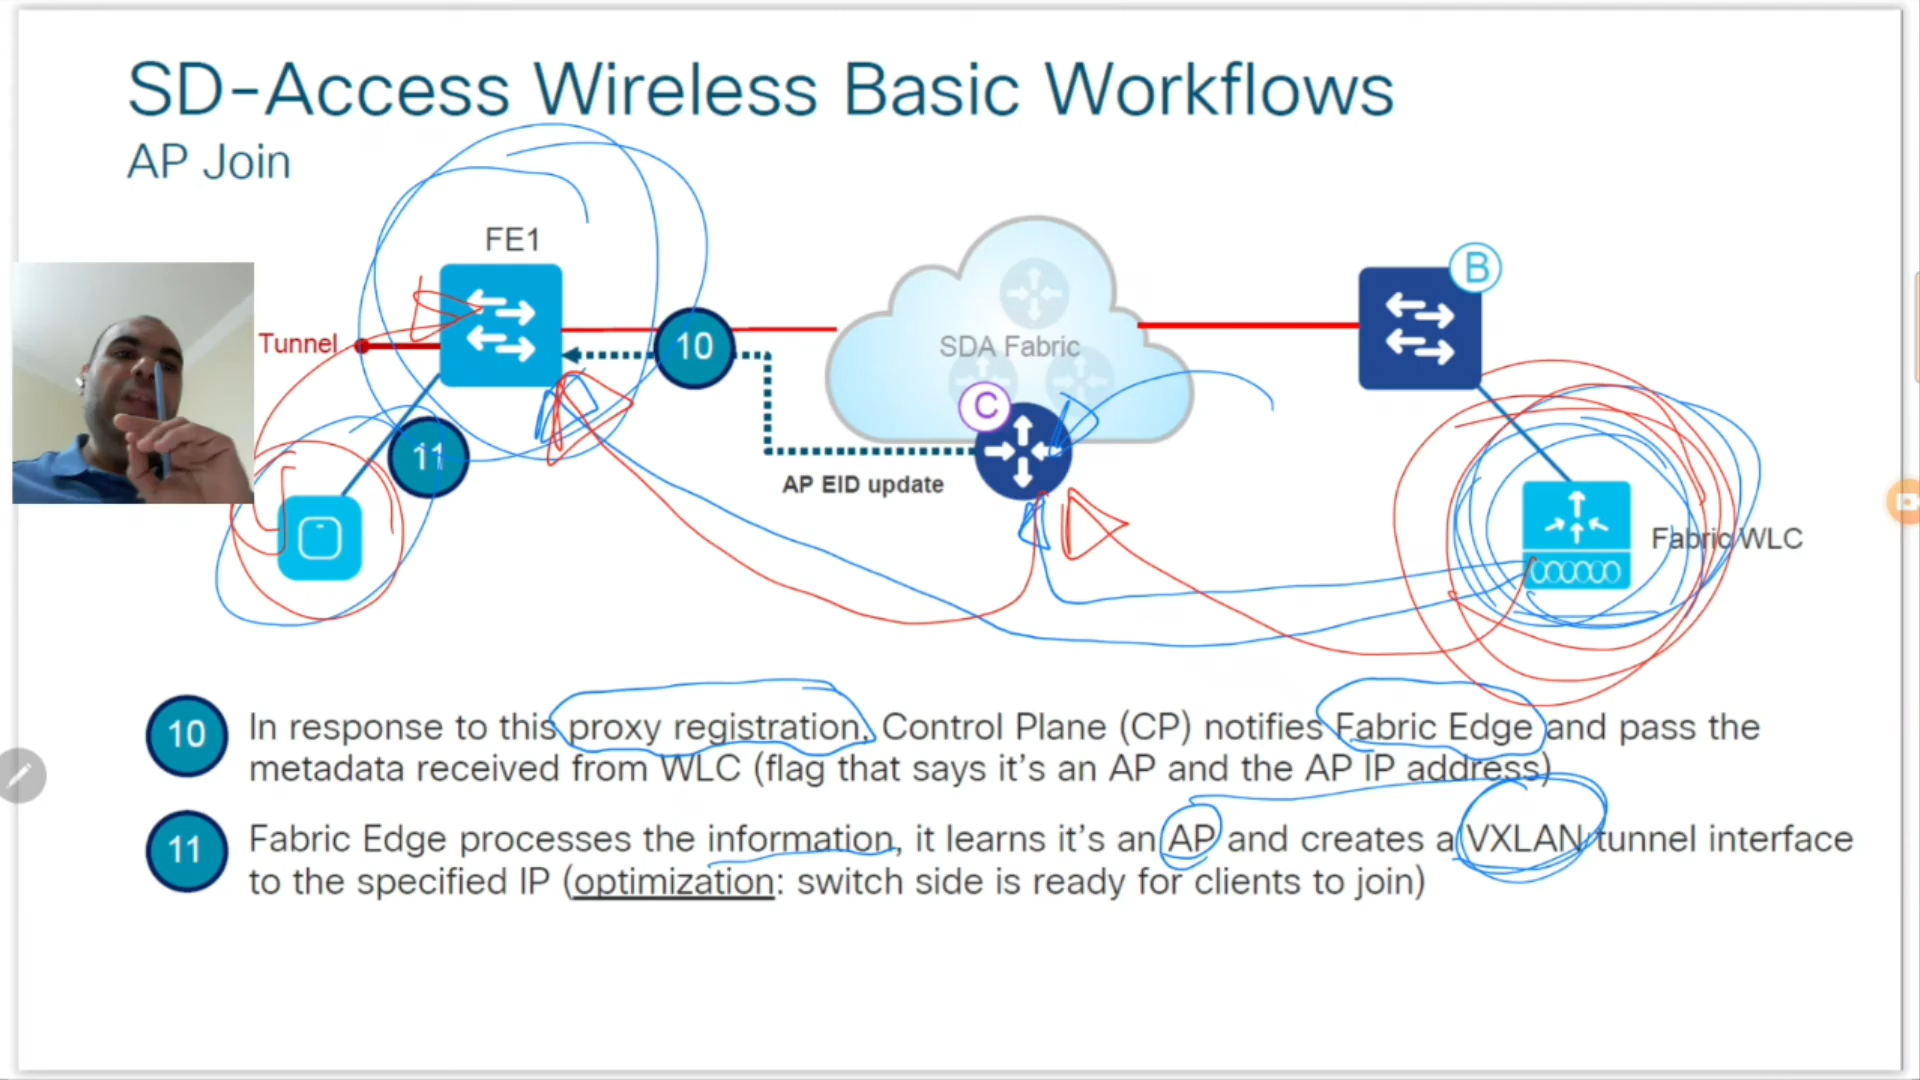 SD-Access Wireless Basic Workflows
AP Join
FE1
B
Tunnel
10
SDA Fabric
C
11
AP EID update
Fabric WLC
10 In response to this proxy registration, Control Plane (CP) notifies Fabric Edge and pass the
metadata received from WLC (flag that says it’s an AP and the AP IP address)
11 Fabric Edge processes the information, it learns it’s an AP and creates a VXLAN tunnel interface
to the specified IP (optimization: switch side is ready for clients to join)